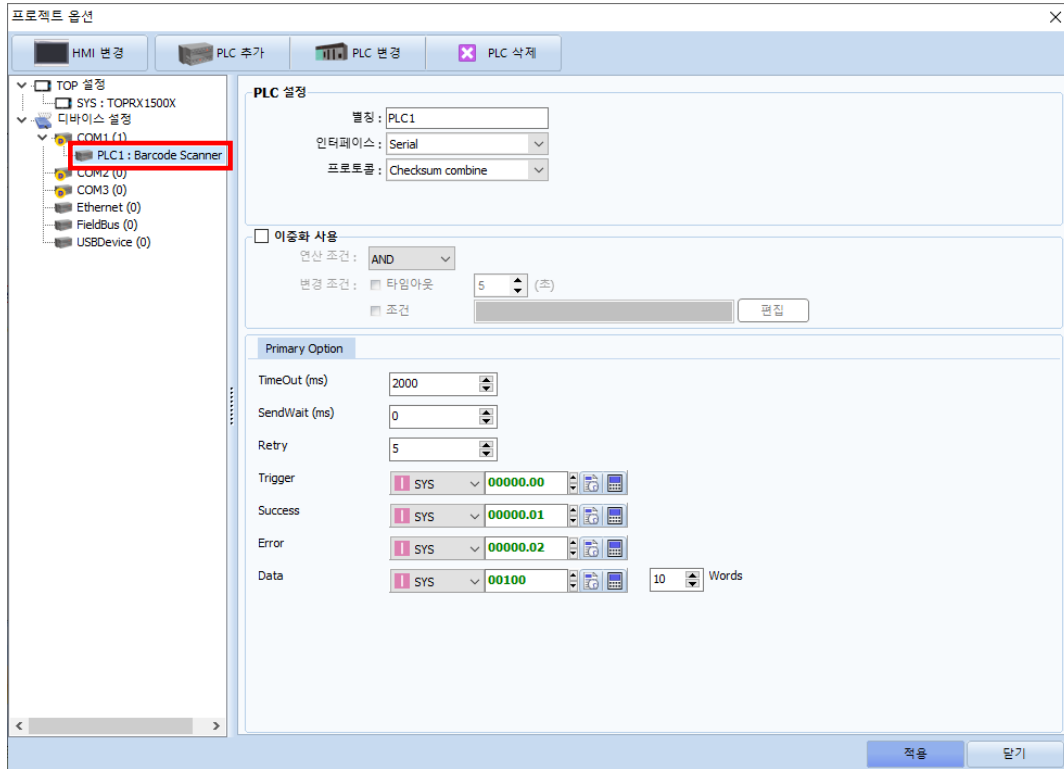 프로젝트 옵션
HMI 변경
PLC 추가
PLC 변경
PLC 삭제
TOP 설정
SYS : TOPRX1500X
디바이스 설정
COM1 (1)
PLC1 : Barcode Scanner
COM2 (0)
COM3 (0)
Ethernet (0)
FieldBus (0)
USBDevice (0)
PLC 설정
별칭 : PLC1
인터페이스 : Serial
프로토콜 : Checksum combine
이중화 사용
연산 조건 : AND
변경 조건 : 타임아웃 5 (초)
조건 편집
Primary Option
TimeOut (ms) 2000
SendWait (ms) 0
Retry 5
Trigger SYS 00000.00
Success SYS 00000.01
Error SYS 00000.02
Data SYS 00100 10 Words
적용 닫기